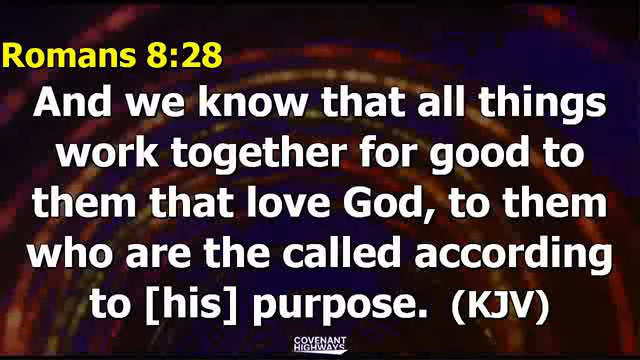 Romans 8:28
And we know that all things
work together for good to
them that love God, to them
who are the called according
to [his] purpose. (KJV)
COVENANT
HIGHWAYS